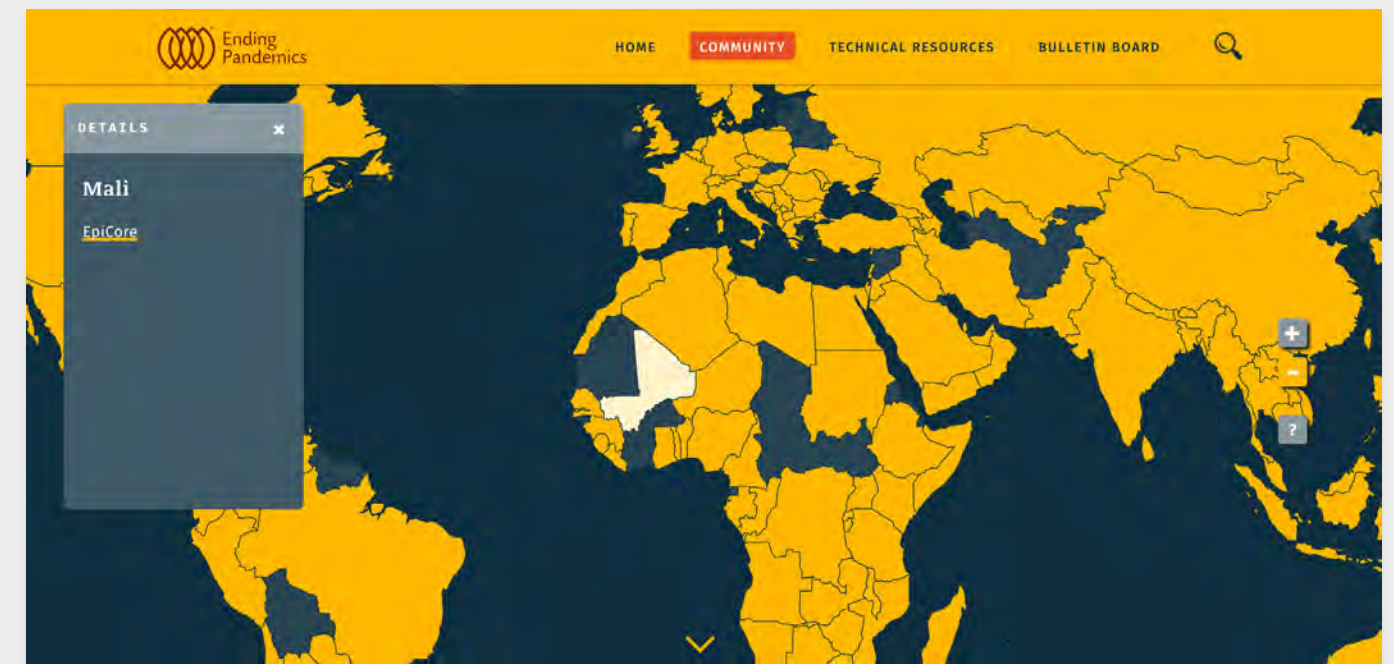 Ending
Pandemics
HOME COMMUNITY TECHNICAL RESOURCES BULLETIN BOARD
DETAILS ×
Mali
EpiCore
+
-
?